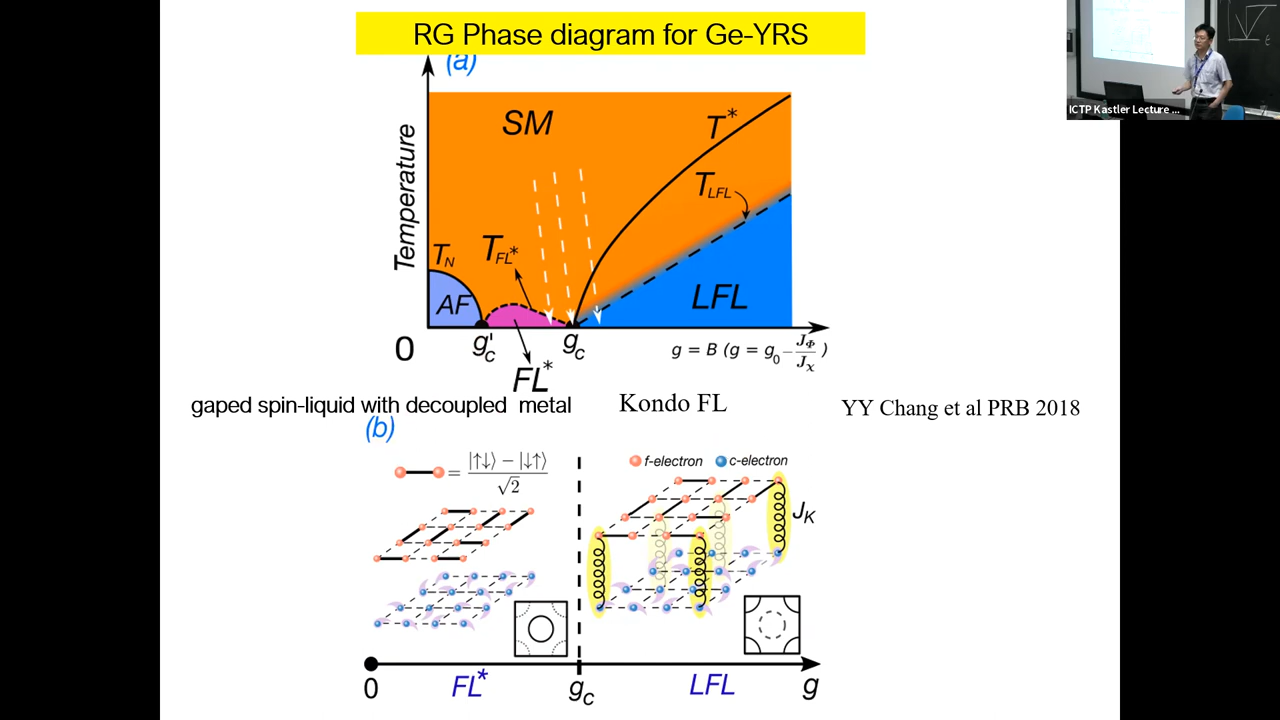 RG Phase diagram for Ge-YRS
(a)
SM
T*
T_LFL
Temperature
T_N
T_FL*
AF
LFL
0
g'_c
g_c
g = B (g = g_0 - J_Φ / J_χ )
FL*
gaped spin-liquid with decoupled metal
Kondo FL
YY Chang et al PRB 2018
(b)
= |↑↓⟩ − |↓↑⟩ / √2
f-electron
c-electron
J_K
0
FL*
g_c
LFL
g
ICTP Kastler Lecture ...